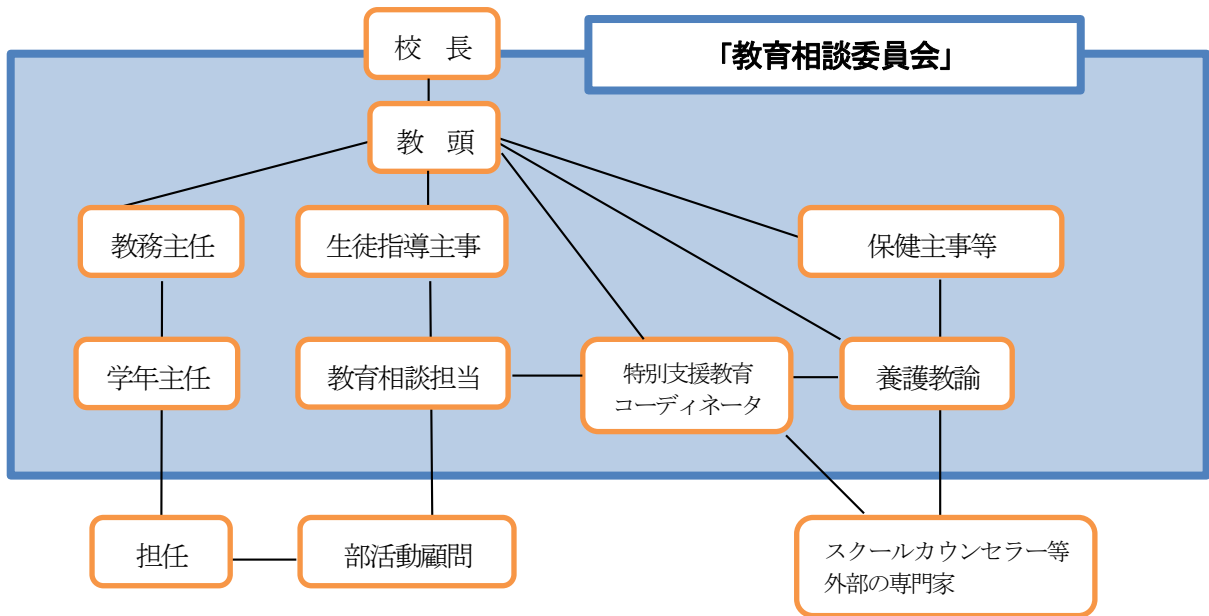 校　長
「教育相談委員会」
教　頭
教務主任
生徒指導主事
保健主事等
学年主任
教育相談担当
特別支援教育
コーディネータ
養護教諭
担任
部活動顧問
スクールカウンセラー等
外部の専門家